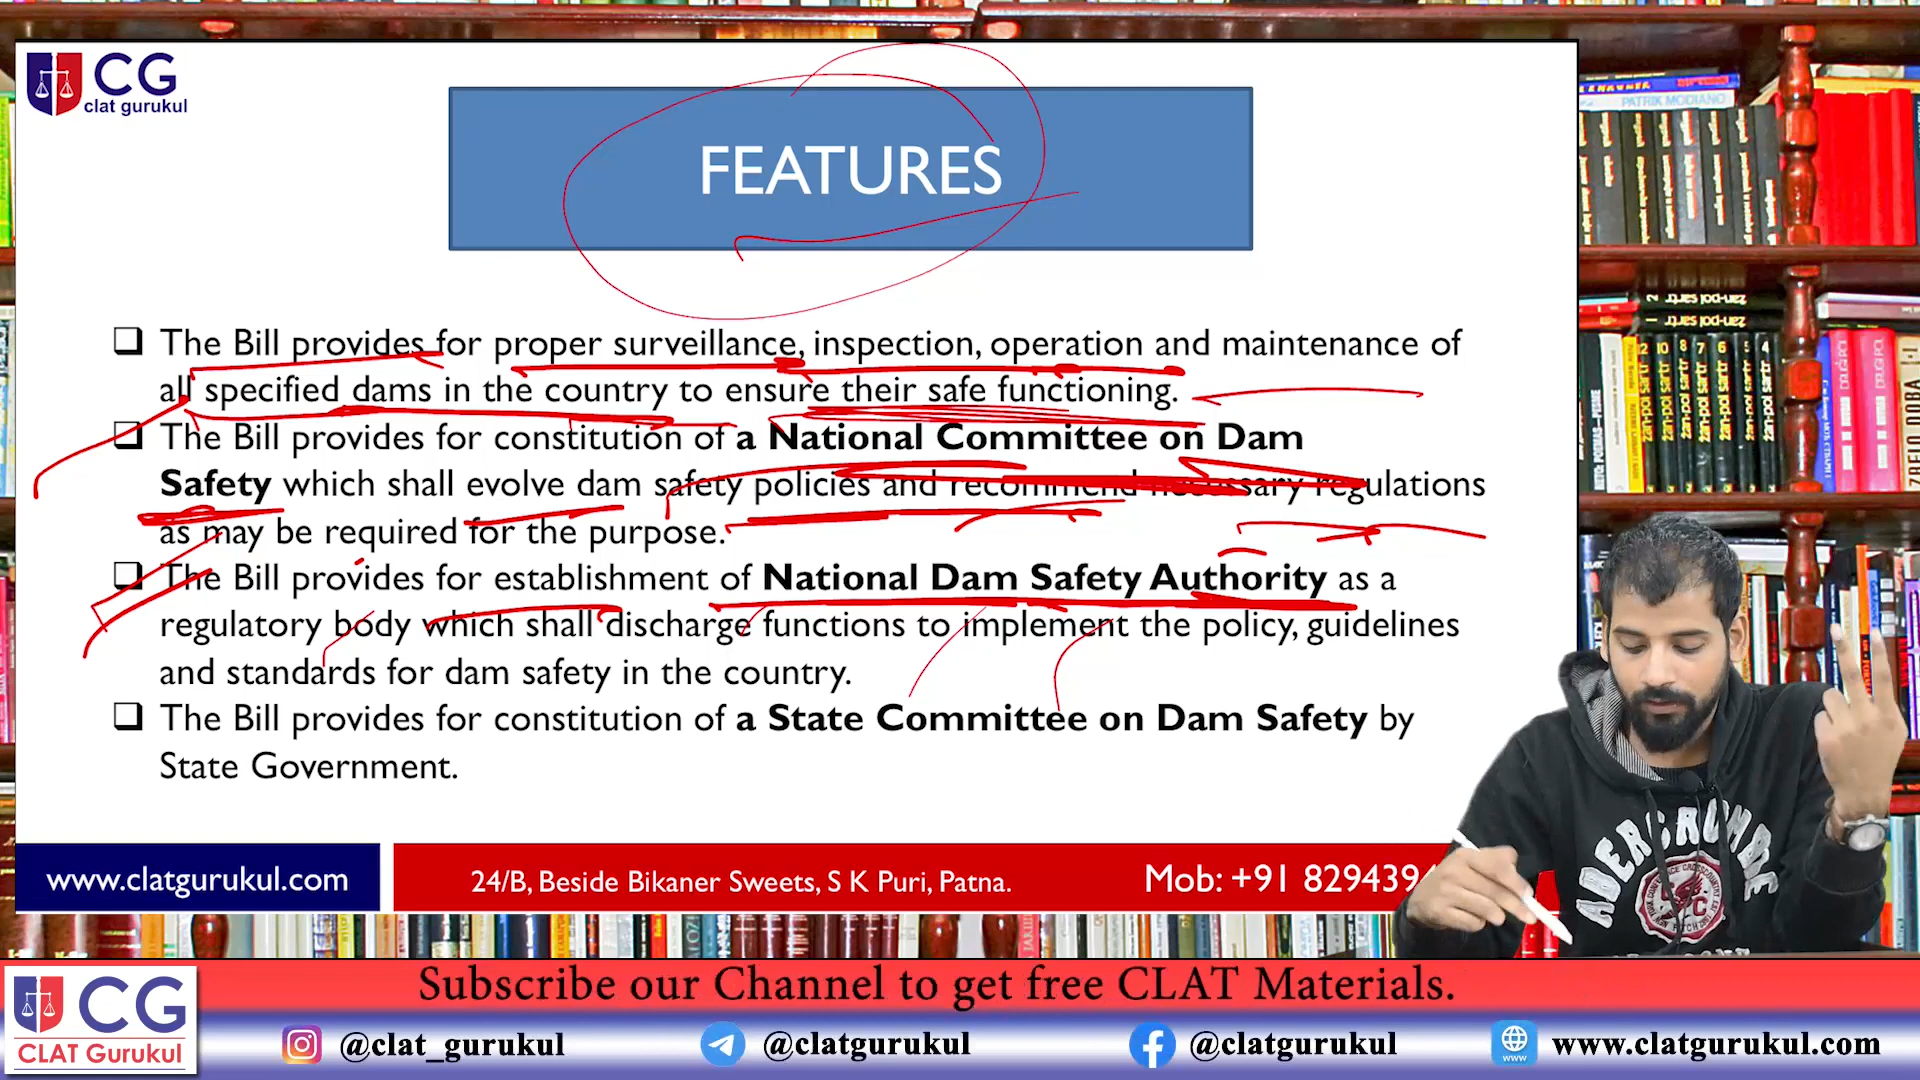 CG
clat gurukul
FEATURES
The Bill provides for proper surveillance, inspection, operation and maintenance of
all specified dams in the country to ensure their safe functioning.
The Bill provides for constitution of a National Committee on Dam
Safety which shall evolve dam safety policies and recommend necessary regulations
as may be required for the purpose.
The Bill provides for establishment of National Dam Safety Authority as a
regulatory body which shall discharge functions to implement the policy, guidelines
and standards for dam safety in the country.
The Bill provides for constitution of a State Committee on Dam Safety by
State Government.
www.clatgurukul.com
24/B, Beside Bikaner Sweets, S K Puri, Patna.
Mob: +91 829439
PATRIK MODIANO
ABERCROMBIE
Subscribe our Channel to get free CLAT Materials.
CG
CLAT Gurukul
@clat_gurukul
@clatgurukul
@clatgurukul
www.clatgurukul.com